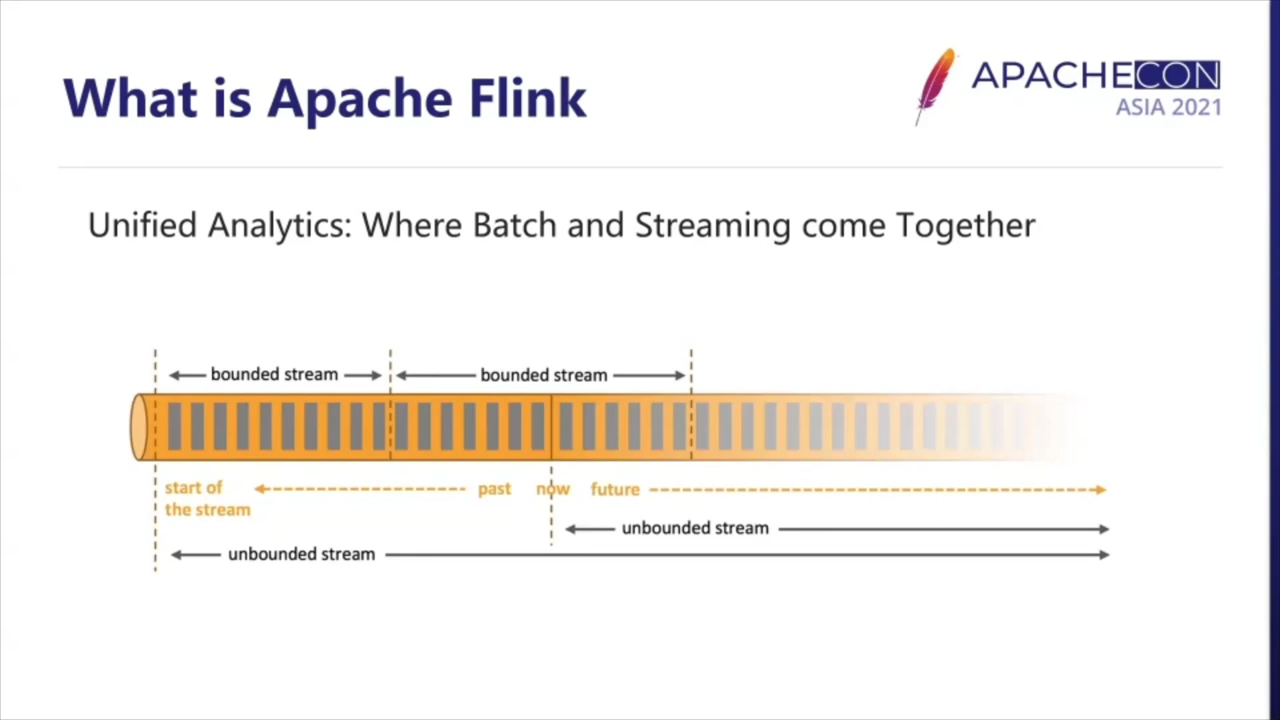 What is Apache Flink
APACHECON
ASIA 2021
Unified Analytics: Where Batch and Streaming come Together
bounded stream
bounded stream
start of
the stream
past
now
future
unbounded stream
unbounded stream